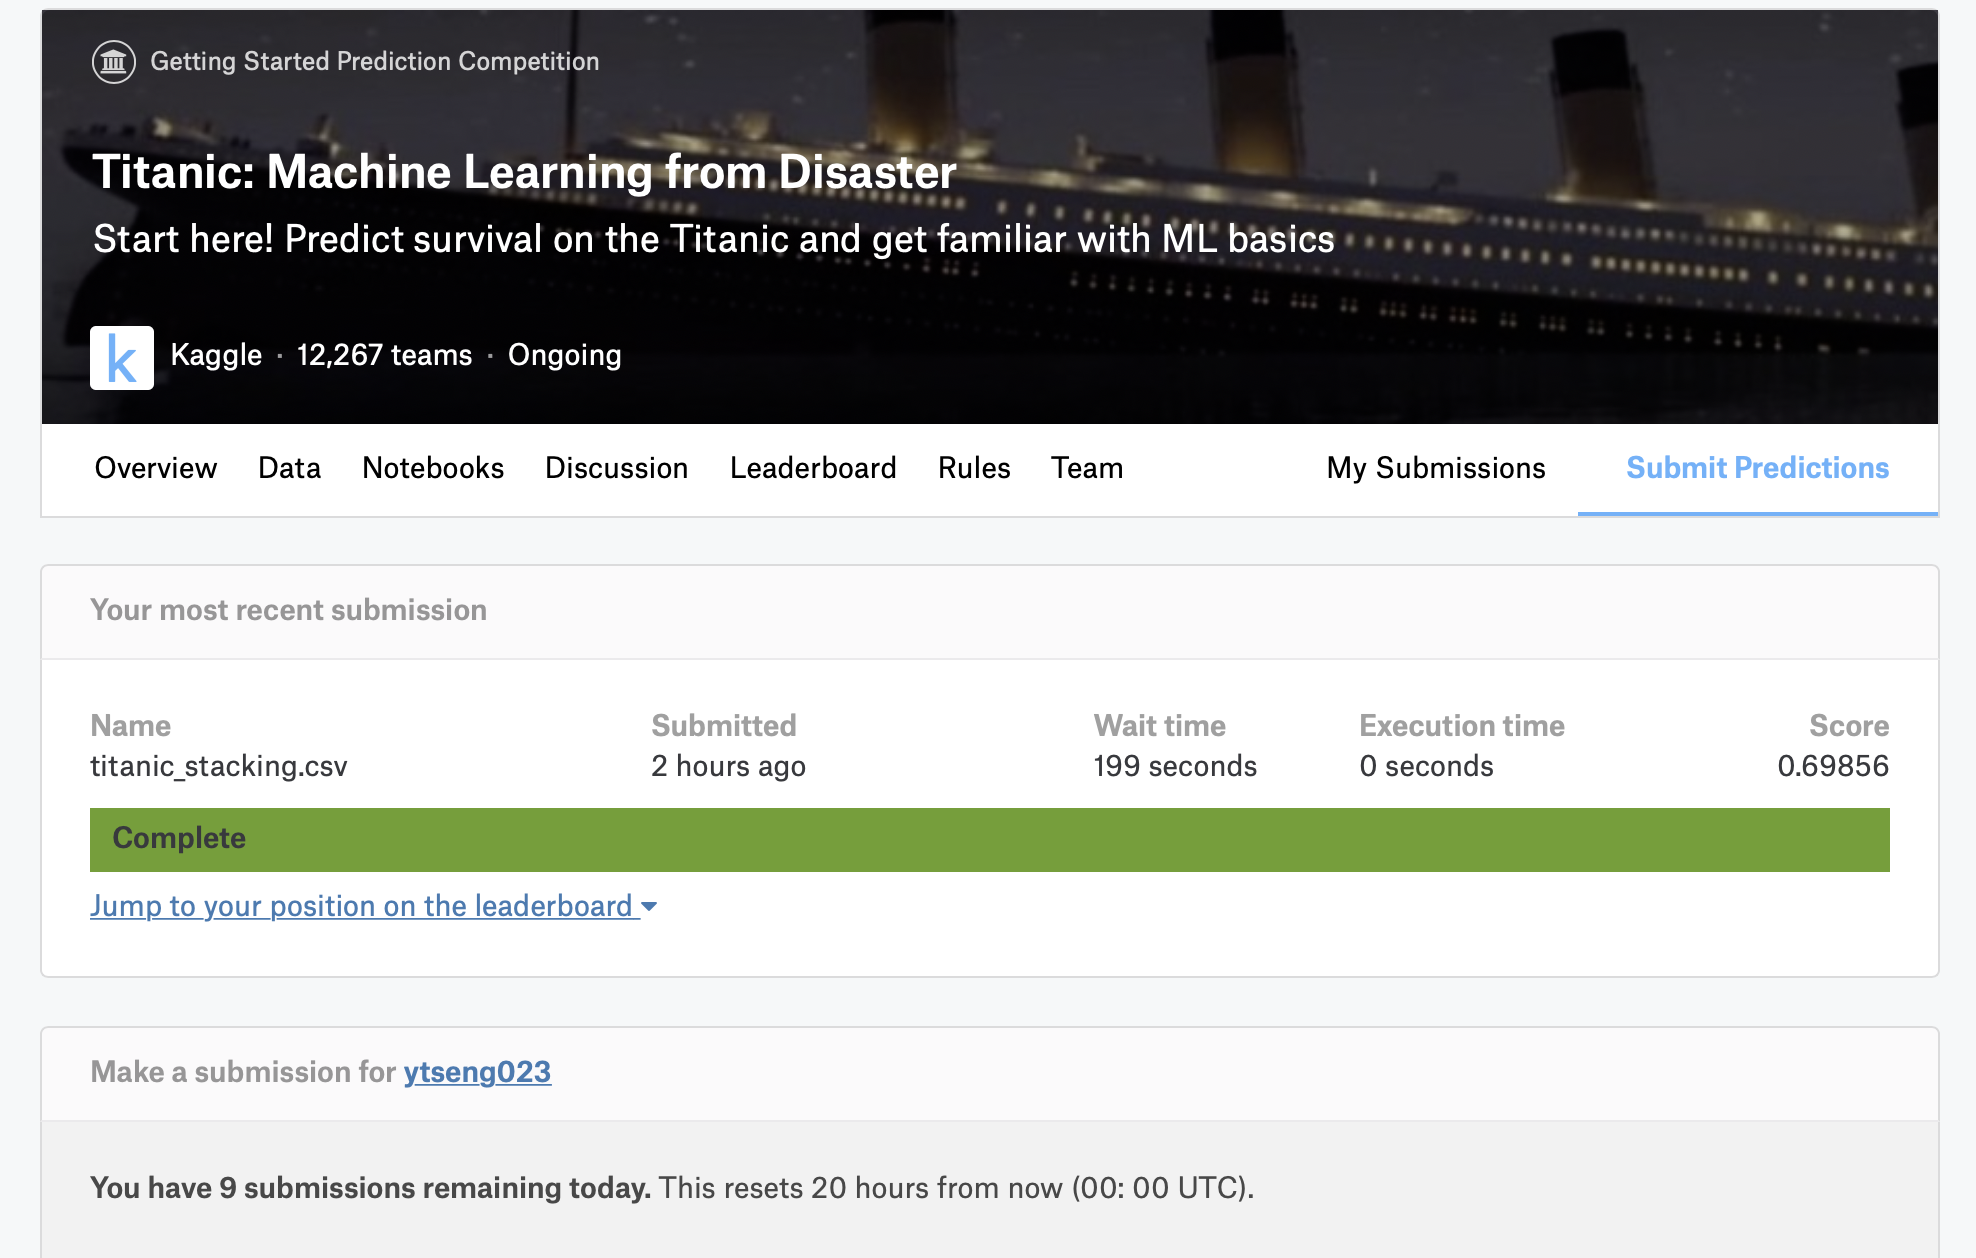 Getting Started Prediction Competition
Titanic: Machine Learning from Disaster
Start here! Predict survival on the Titanic and get familiar with ML basics
k
Kaggle · 12,267 teams · Ongoing
Overview Data Notebooks Discussion Leaderboard Rules Team My Submissions Submit Predictions
Your most recent submission
Name Submitted Wait time Execution time Score
titanic_stacking.csv 2 hours ago 199 seconds 0 seconds 0.69856
Complete
Jump to your position on the leaderboard
Make a submission for ytseng023
You have 9 submissions remaining today. This resets 20 hours from now (00: 00 UTC).